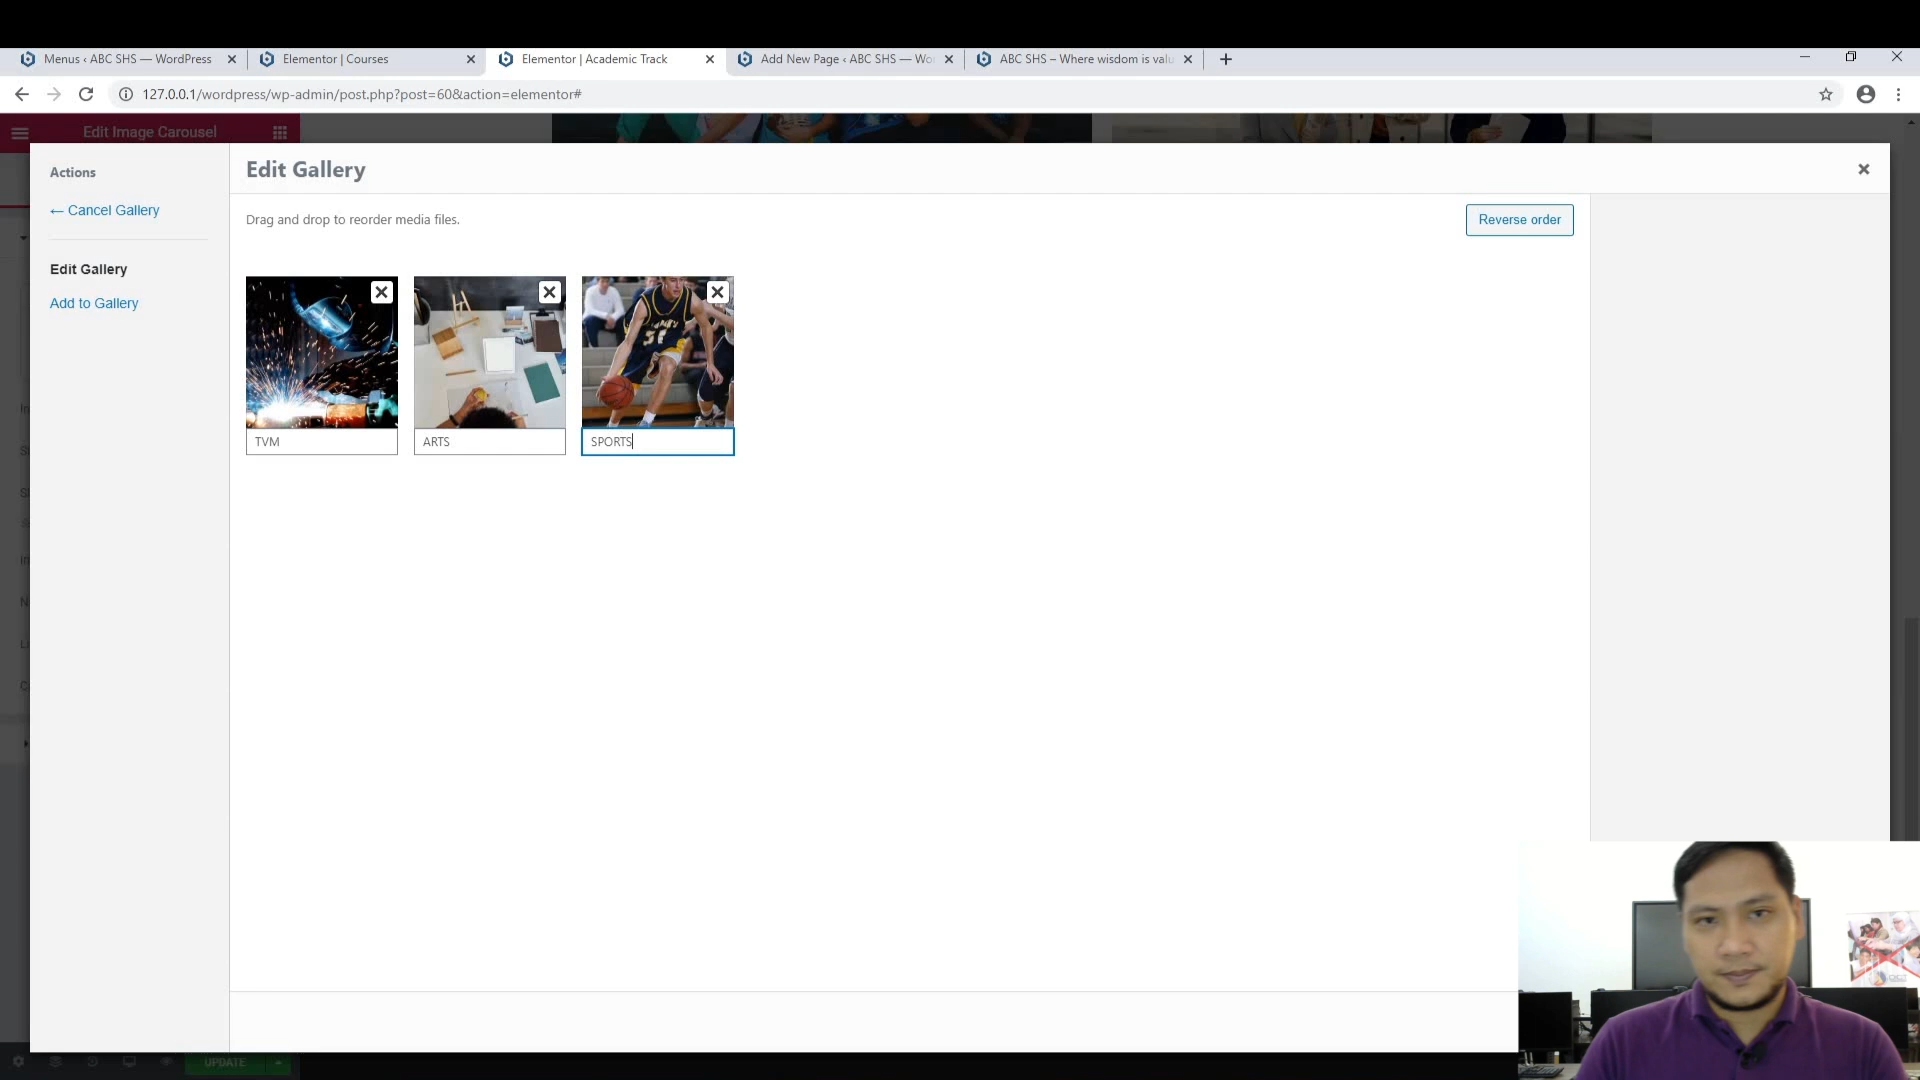 Menus ‹ ABC SHS — WordPress
Elementor | Courses
Elementor | Academic Track
Add New Page ‹ ABC SHS — Wo
ABC SHS – Where wisdom is valu
127.0.0.1/wordpress/wp-admin/post.php?post=60&action=elementor#
Edit Image Carousel
Actions
Edit Gallery
← Cancel Gallery
Drag and drop to reorder media files.
Reverse order
Edit Gallery
Add to Gallery
TVM
ARTS
SPORTS
UPDATE